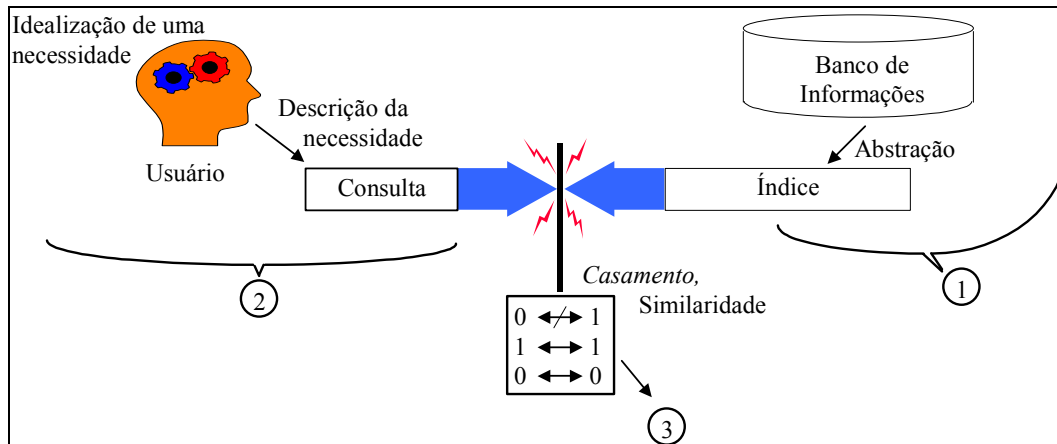 Idealização de uma
necessidade
Usuário
Descrição da
necessidade
Consulta
Banco de
Informações
Abstração
Índice
2
1
Casamento,
Similaridade
0 1
1 1
0 0
3